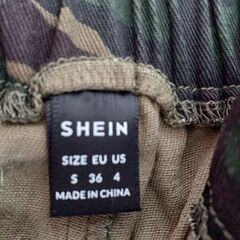 SHEIN
SIZE EU US
S 36 4
MADE IN CHINA